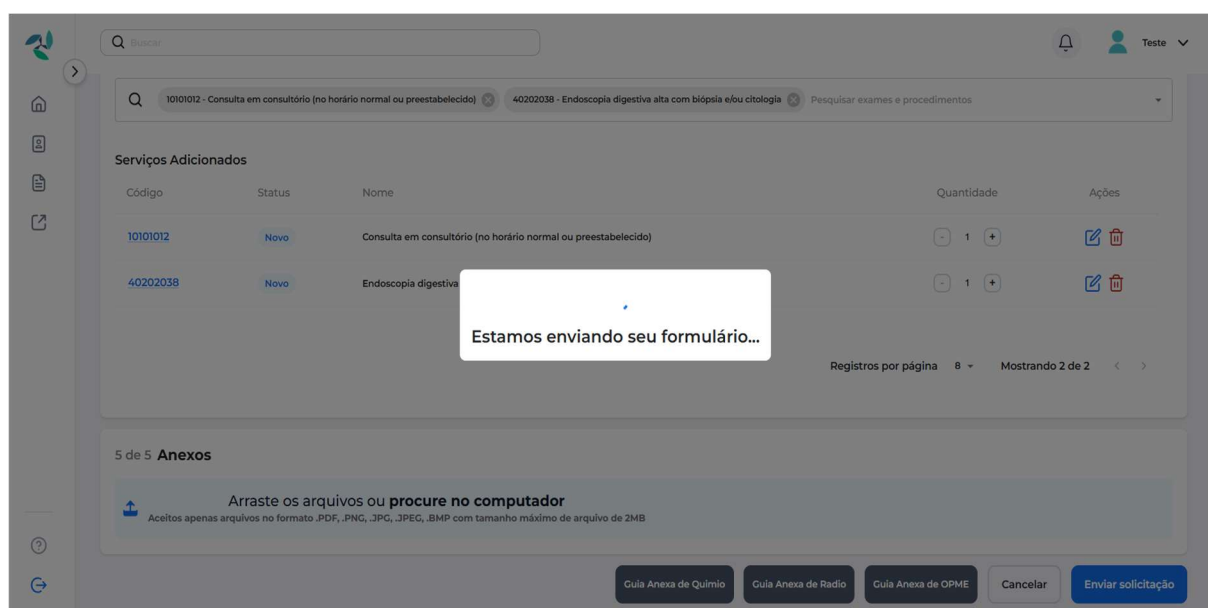 Buscar
Teste
10101012 - Consulta em consultório (no horário normal ou preestabelecido) 40202038 - Endoscopia digestiva alta com biópsia e/ou citologia Pesquisar exames e procedimentos
Serviços Adicionados
Código Status Nome Quantidade Ações
10101012 Novo Consulta em consultório (no horário normal ou preestabelecido) - 1 +
40202038 Novo Endoscopia digestiva - 1 +
Estamos enviando seu formulário...
Registros por página 8 Mostrando 2 de 2 < >
5 de 5 Anexos
Arraste os arquivos ou procure no computador
Aceitos apenas arquivos no formato .PDF, .PNG, .JPG, .JPEG, .BMP com tamanho máximo de arquivo de 2MB
Guia Anexa de Quimio Guia Anexa de Radio Guia Anexa de OPME Cancelar Enviar solicitação